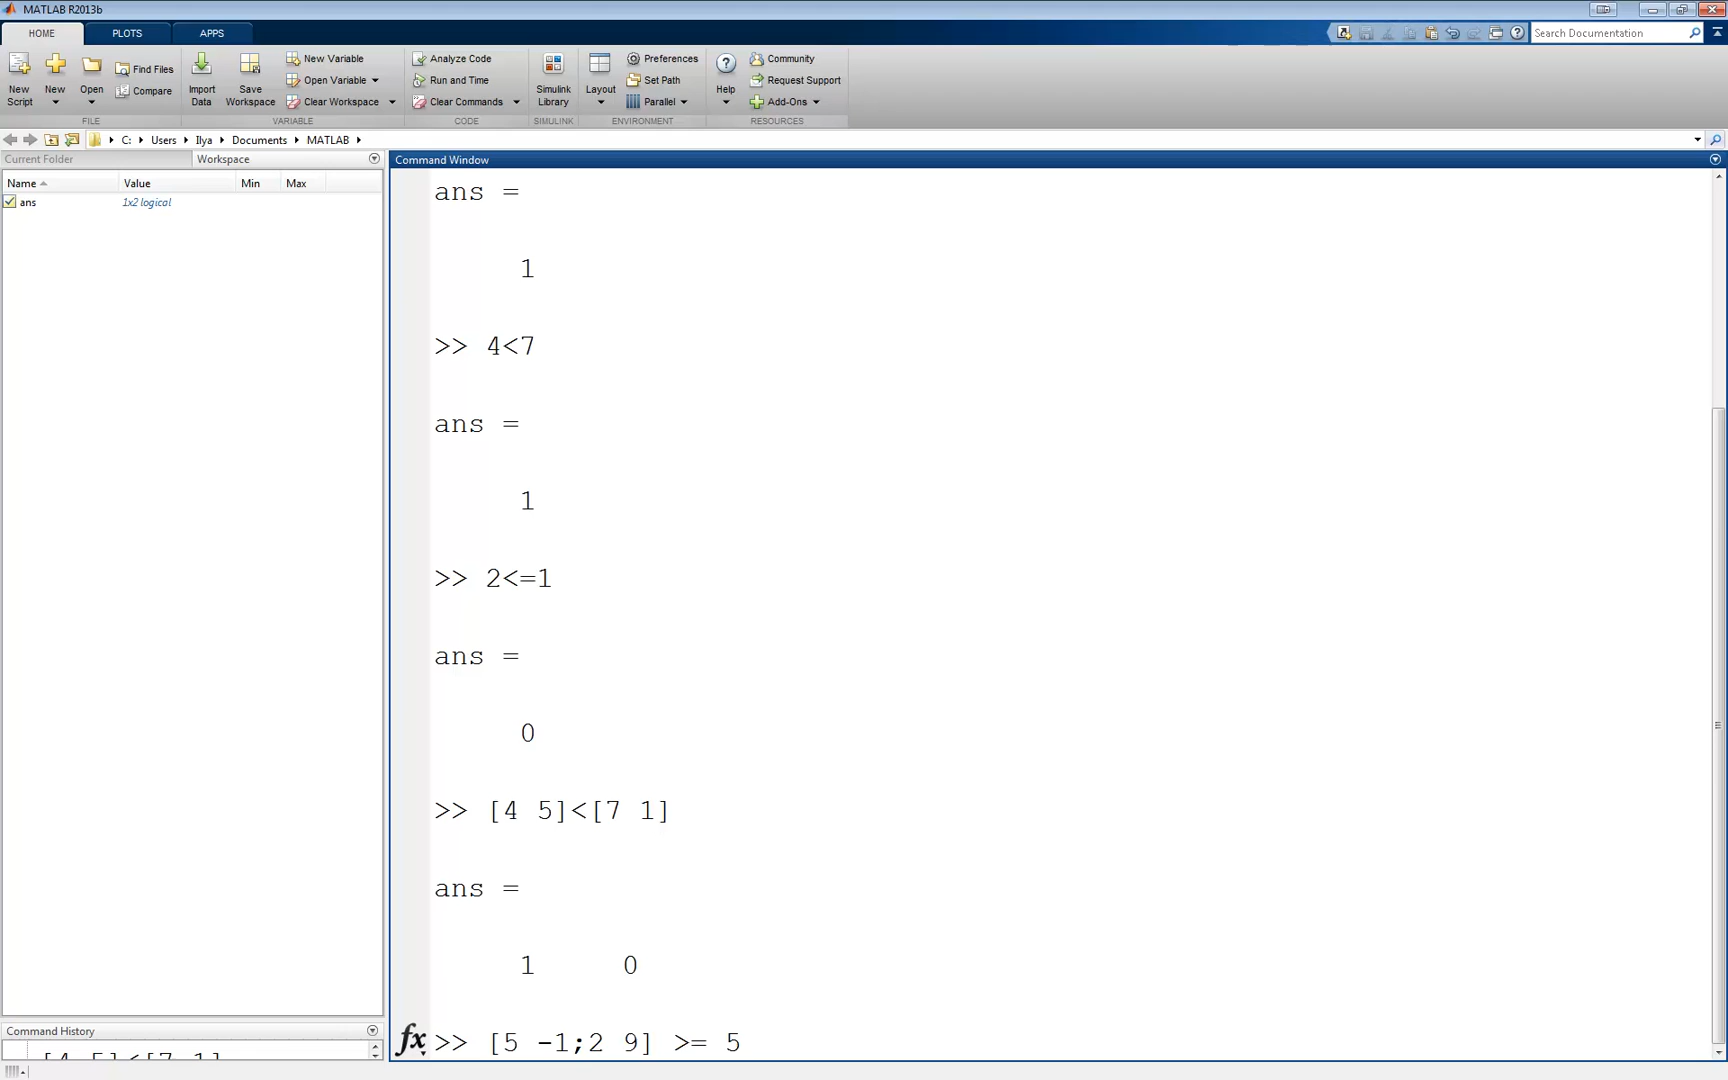 MATLAB R2013b
HOME PLOTS APPS
Search Documentation
New Script
New
Open
Find Files
Compare
Import Data
Save Workspace
New Variable
Open Variable
Clear Workspace
Analyze Code
Run and Time
Clear Commands
Simulink Library
Layout
Preferences
Set Path
Parallel
Help
Community
Request Support
Add-Ons
FILE VARIABLE CODE SIMULINK ENVIRONMENT RESOURCES
C: Users Ilya Documents MATLAB
Current Folder Workspace
Name Value Min Max
ans 1x2 logical
Command History
[4 5]<[7 1]
Command Window
ans =
1
>> 4<7
ans =
1
>> 2<=1
ans =
0
>> [4 5]<[7 1]
ans =
1 0
fx >> [5 -1;2 9] >= 5